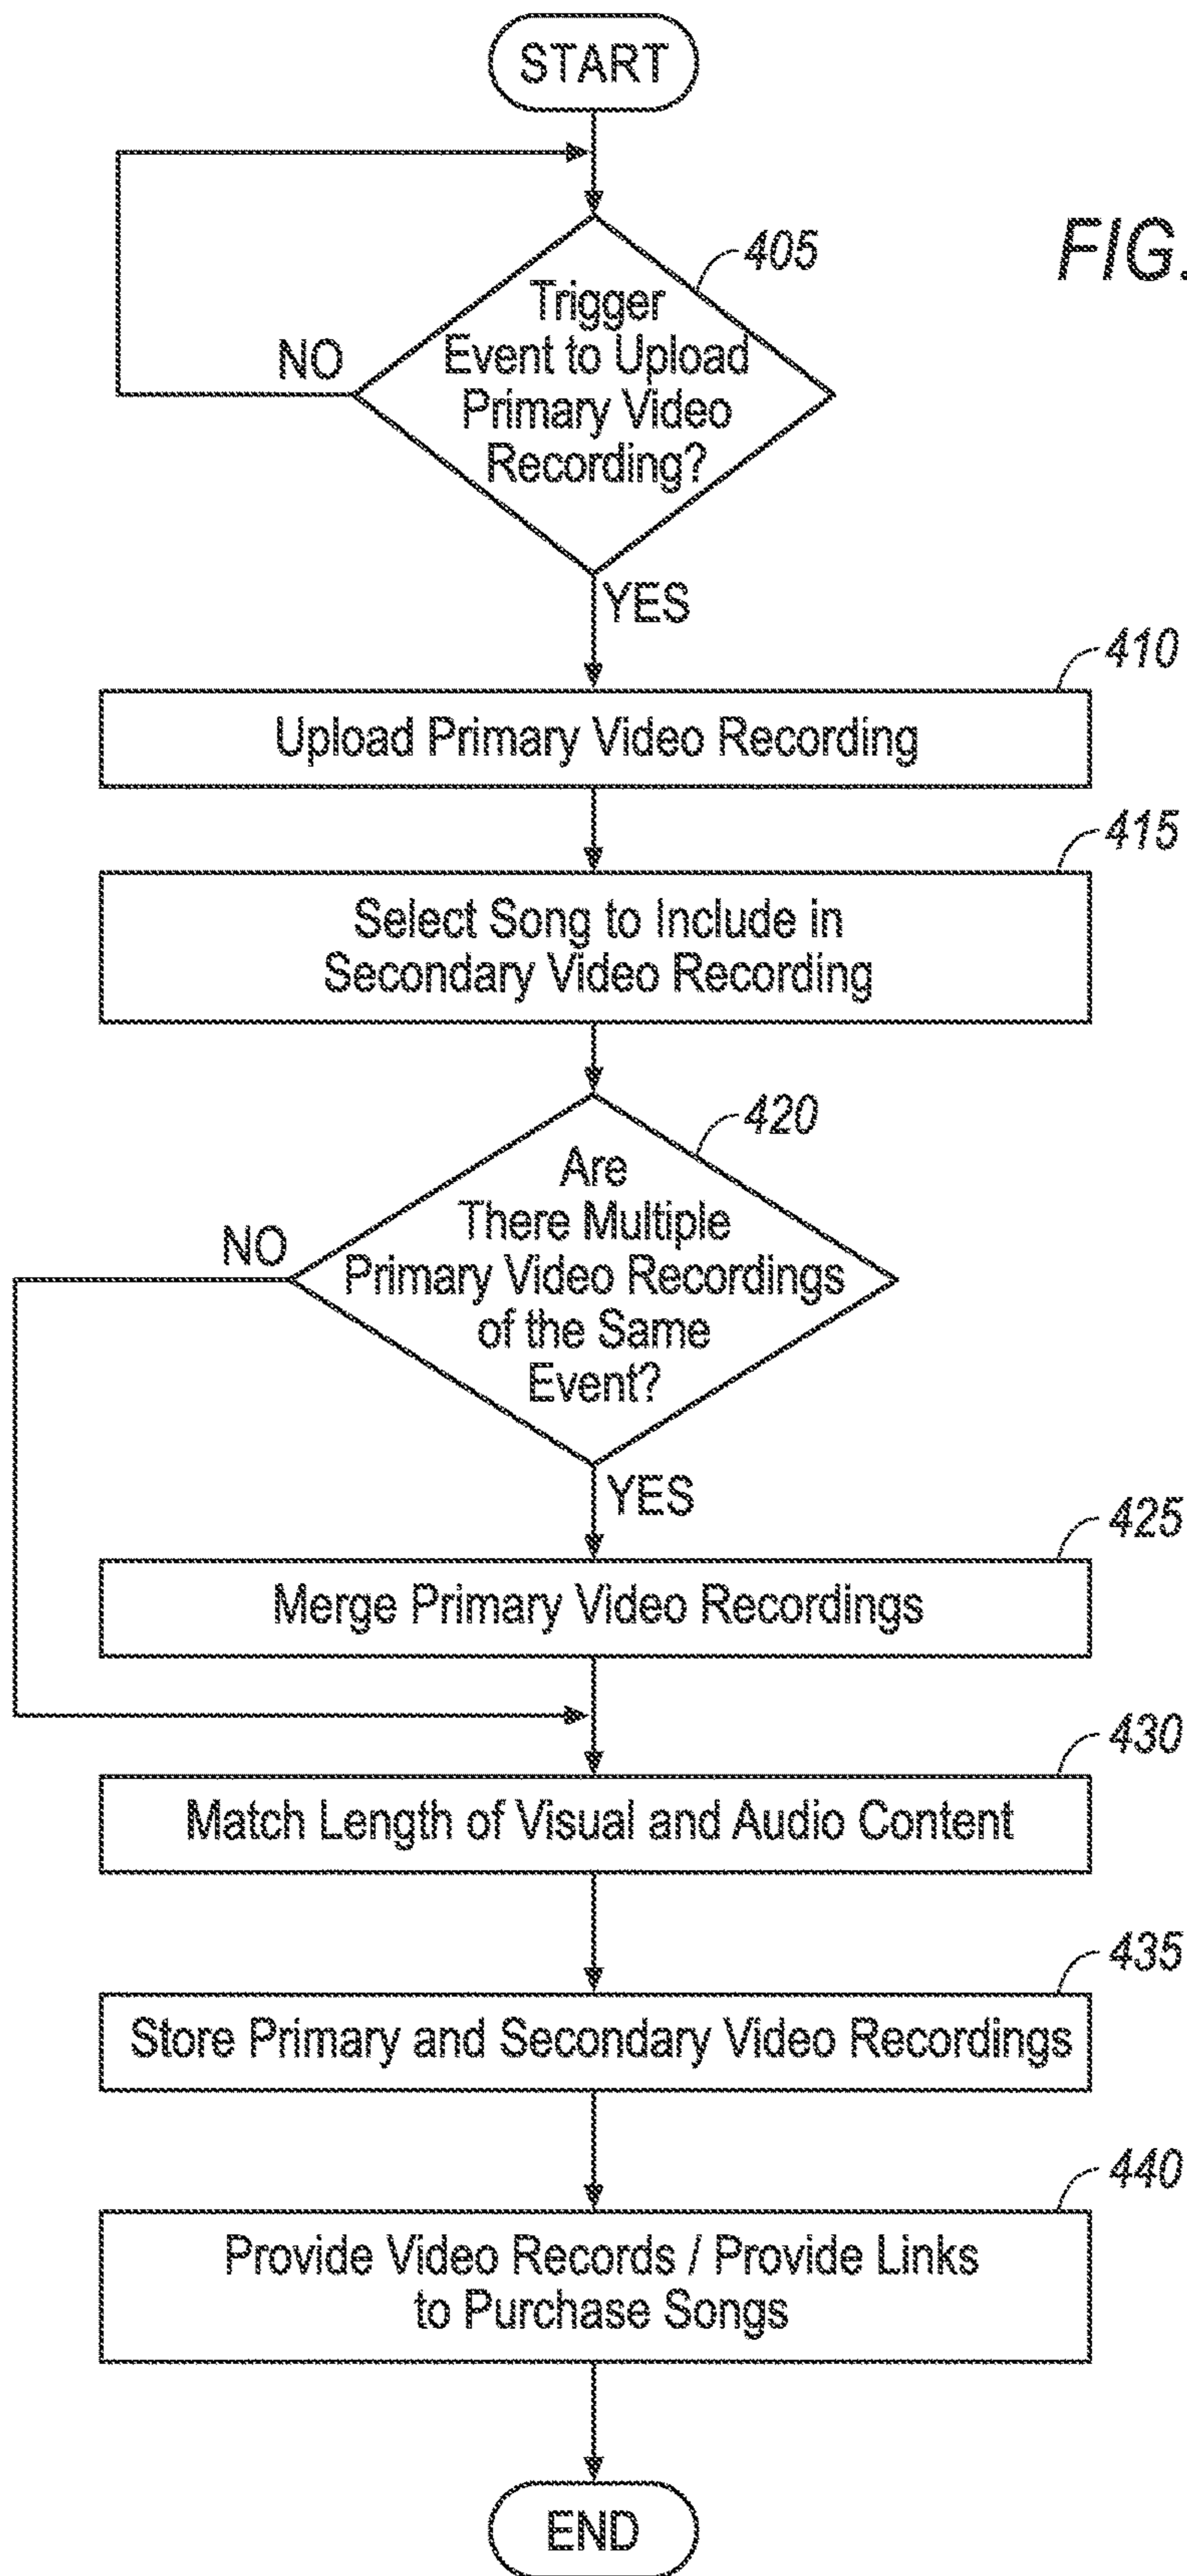 START
FIG.
405
Trigger
Event to Upload
Primary Video
Recording?
NO
YES
410
Upload Primary Video Recording
415
Select Song to Include in
Secondary Video Recording
420
Are
There Multiple
Primary Video Recordings
of the Same
Event?
NO
YES
425
Merge Primary Video Recordings
430
Match Length of Visual and Audio Content
435
Store Primary and Secondary Video Recordings
440
Provide Video Records / Provide Links
to Purchase Songs
END